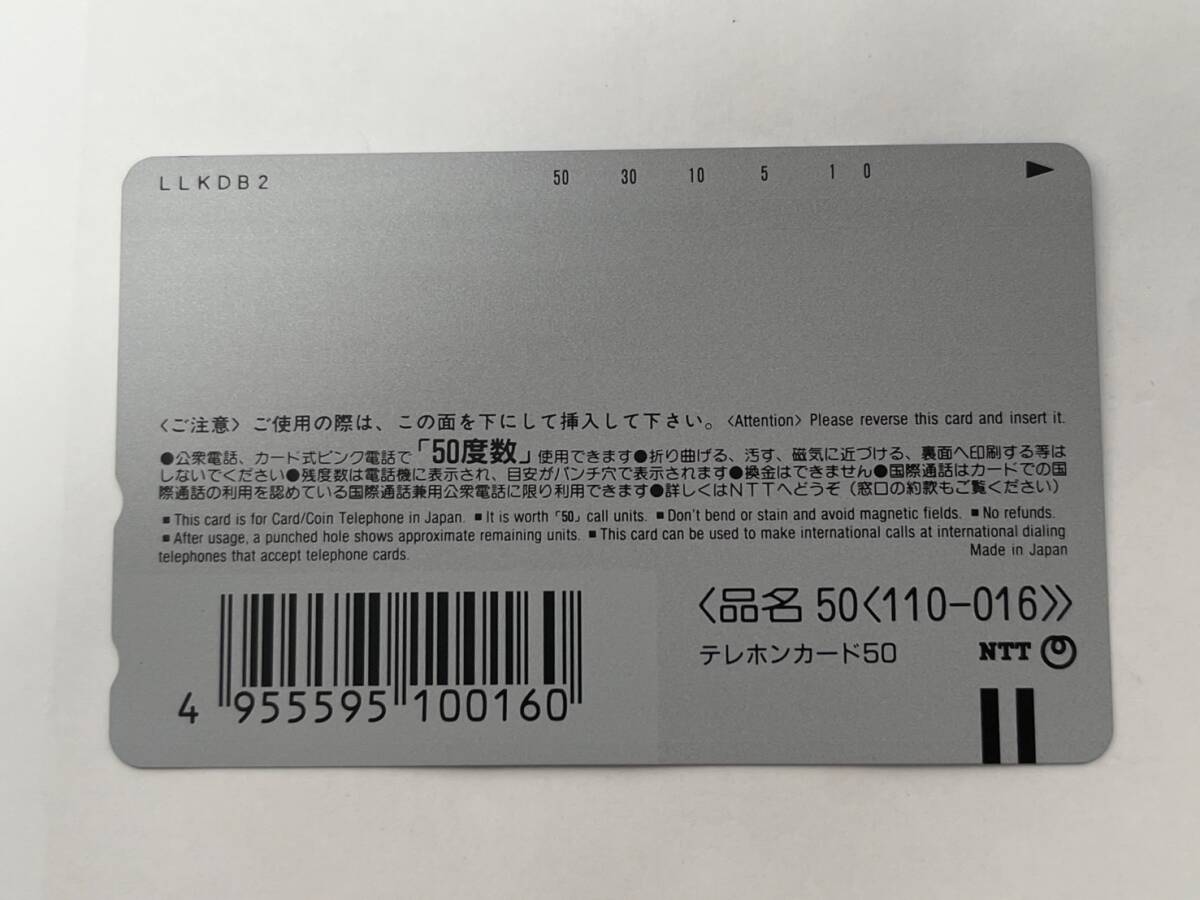 LLKDB2 50 30 10 5 1 0 ▶
〈ご注意〉ご使用の際は、この面を下にして挿入して下さい。〈Attention〉Please reverse this card and insert it.
●公衆電話、カード式ピンク電話で「50度数」使用できます●折り曲げる、汚す、磁気に近づける、裏面へ印刷する等は
しないでください●残度数は電話機に表示され、目安がパンチ穴で表示されます●換金はできません●国際通話はカードでの国
際通話の利用を認めている国際通話兼用公衆電話に限り利用できます●詳しくはNTTへどうぞ（窓口の約款もご覧ください）
■ This card is for Card/Coin Telephone in Japan. ■ It is worth「50」call units. ■ Don't bend or stain and avoid magnetic fields. ■ No refunds.
■ After usage, a punched hole shows approximate remaining units. ■ This card can be used to make international calls at international dialing
telephones that accept telephone cards. Made in Japan
〈品名 50〈110-016〉〉
テレホンカード50 NTT
4 955595 100160